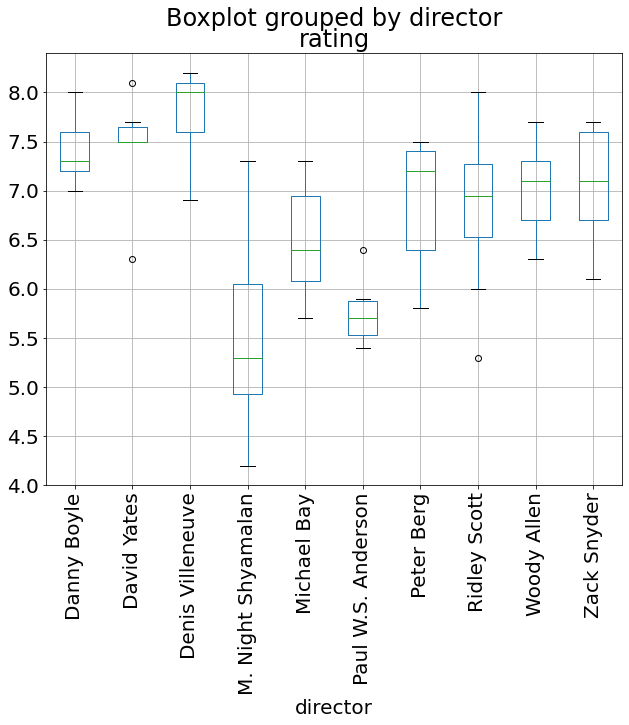 Boxplot grouped by director
rating
8.0
7.5
7.0
6.5
6.0
5.5
5.0
4.5
4.0
Danny Boyle
David Yates
Denis Villeneuve
M. Night Shyamalan
Michael Bay
Paul W.S. Anderson
Peter Berg
Ridley Scott
Woody Allen
Zack Snyder
director